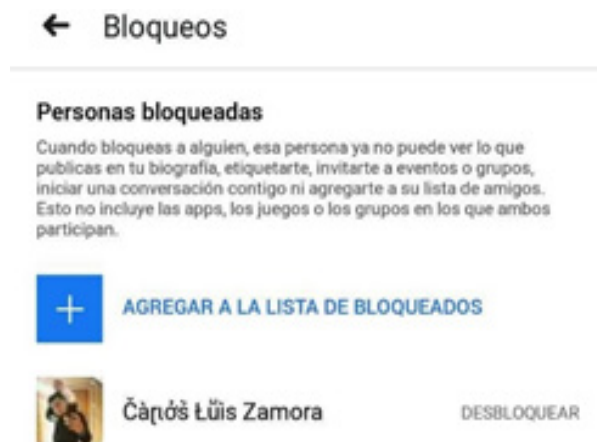 Bloqueos
Personas bloqueadas
Cuando bloqueas a alguien, esa persona ya no puede ver lo que
publicas en tu biografía, etiquetarte, invitarte a eventos o grupos,
iniciar una conversación contigo ni agregarte a su lista de amigos.
Esto no incluye las apps, los juegos o los grupos en los que ambos
participan.
AGREGAR A LA LISTA DE BLOQUEADOS
Zamora DESBLOQUEAR